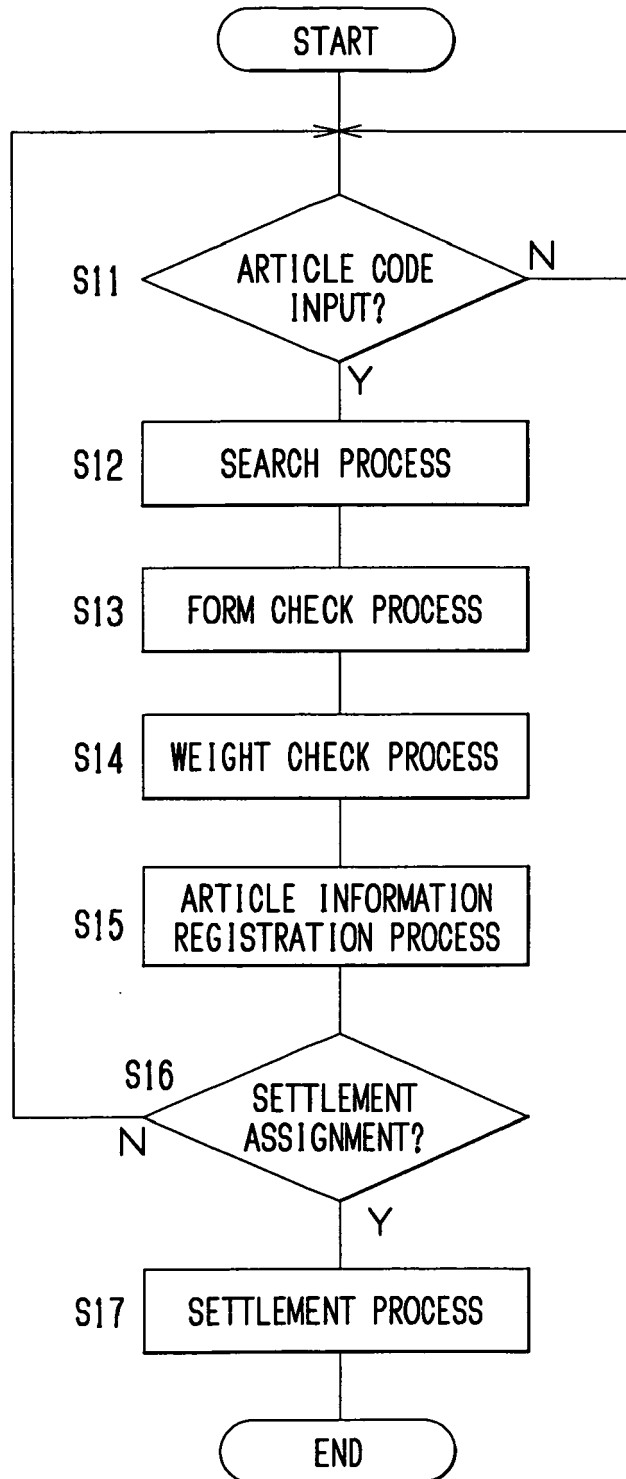 START
S11
ARTICLE CODE
INPUT?
N
Y
S12
SEARCH PROCESS
S13
FORM CHECK PROCESS
S14
WEIGHT CHECK PROCESS
S15
ARTICLE INFORMATION
REGISTRATION PROCESS
S16
SETTLEMENT
ASSIGNMENT?
N
Y
S17
SETTLEMENT PROCESS
END